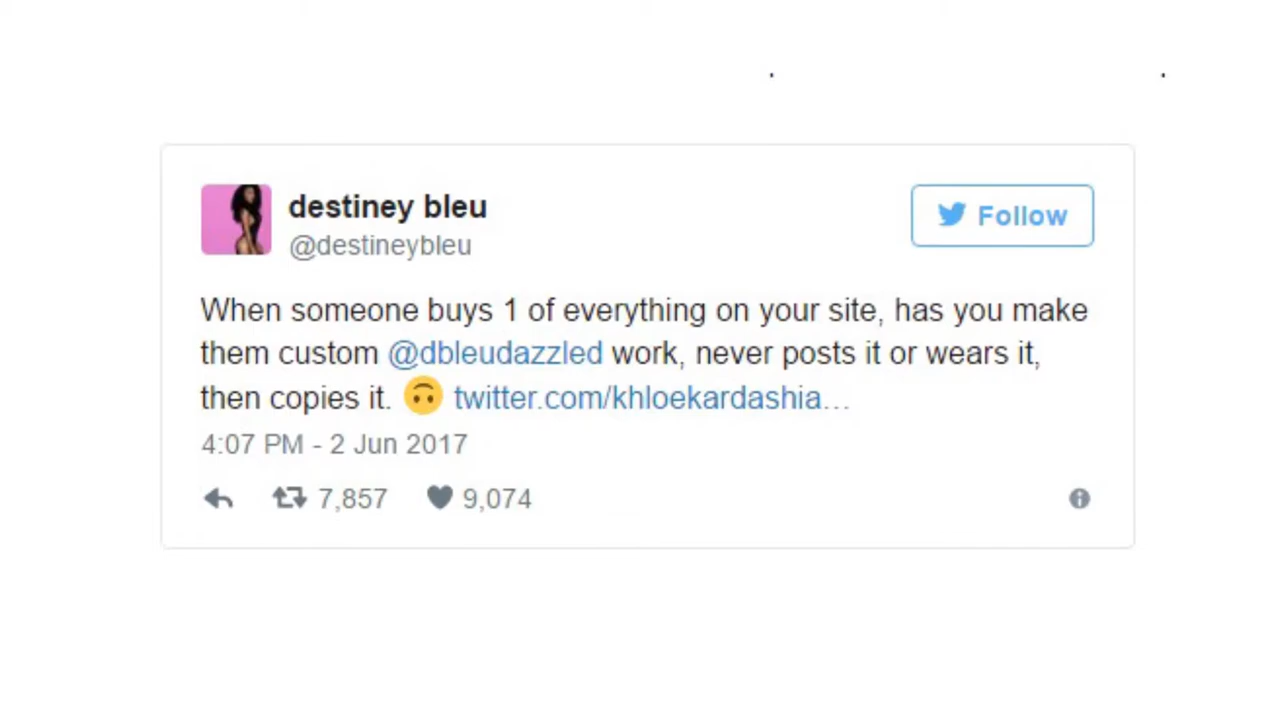 destiney bleu
@destineybleu
Follow
When someone buys 1 of everything on your site, has you make
them custom @dbleudazzled work, never posts it or wears it,
then copies it. 🙃 twitter.com/khloekardashia…
4:07 PM - 2 Jun 2017
7,857 9,074